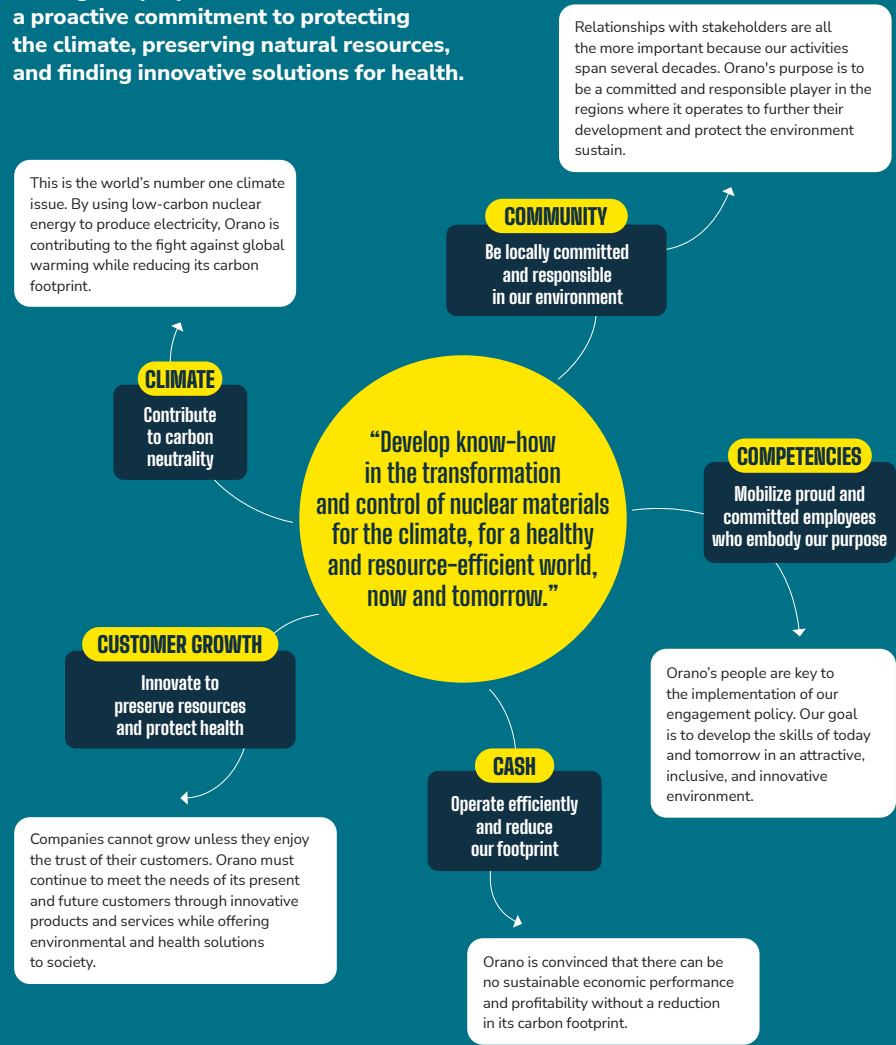 a proactive commitment to protecting
the climate, preserving natural resources,
and finding innovative solutions for health.
Relationships with stakeholders are all
the more important because our activities
span several decades. Orano's purpose is to
be a committed and responsible player in the
regions where it operates to further their
development and protect the environment
sustain.
This is the world’s number one climate
issue. By using low-carbon nuclear
energy to produce electricity, Orano is
contributing to the fight against global
warming while reducing its carbon
footprint.
COMMUNITY
Be locally committed
and responsible
in our environment
CLIMATE
Contribute
to carbon
neutrality
“Develop know-how
in the transformation
and control of nuclear materials
for the climate, for a healthy
and resource-efficient world,
now and tomorrow.”
COMPETENCIES
Mobilize proud and
committed employees
who embody our purpose
CUSTOMER GROWTH
Innovate to
preserve resources
and protect health
Orano’s people are key to
the implementation of our
engagement policy. Our goal
is to develop the skills of today
and tomorrow in an attractive,
inclusive, and innovative
environment.
CASH
Operate efficiently
and reduce
our footprint
Companies cannot grow unless they enjoy
the trust of their customers. Orano must
continue to meet the needs of its present
and future customers through innovative
products and services while offering
environmental and health solutions
to society.
Orano is convinced that there can be
no sustainable economic performance
and profitability without a reduction
in its carbon footprint.